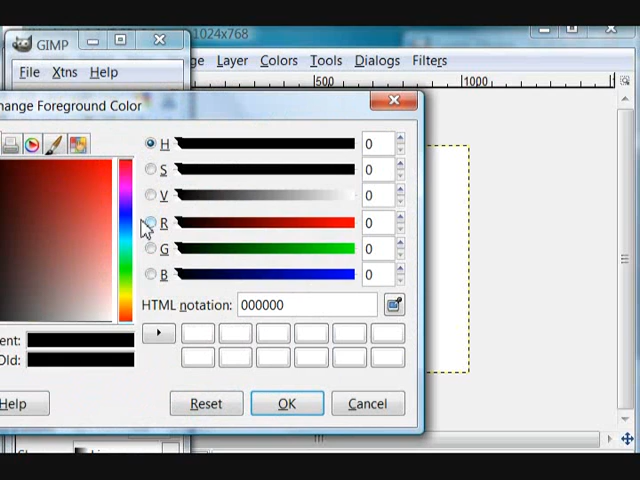 1024x768
GIMP
File Xtns Help
ge Layer Colors Tools Dialogs Filters
500 1000 1
hange Foreground Color
H 0
S 0
V 0
R 0
G 0
B 0
HTML notation: 000000
ent:
Old:
Help Reset OK Cancel